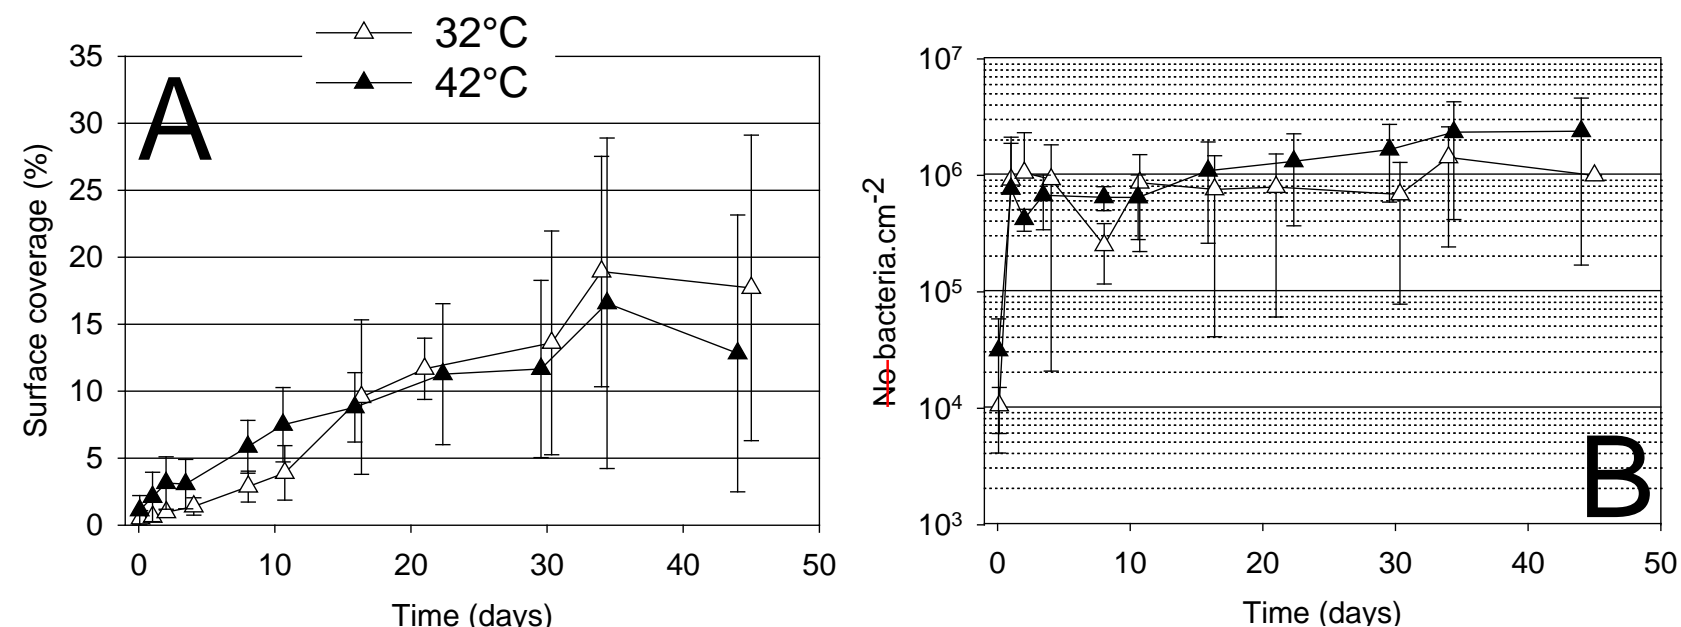 32°C
42°C
A
Surface coverage (%)
35
30
25
20
15
10
5
0
0 10 20 30 40 50
Time (days)
B
No bacteria.cm-2
10⁷
10⁶
10⁵
10⁴
10³
0 10 20 30 40 50
Time (days)